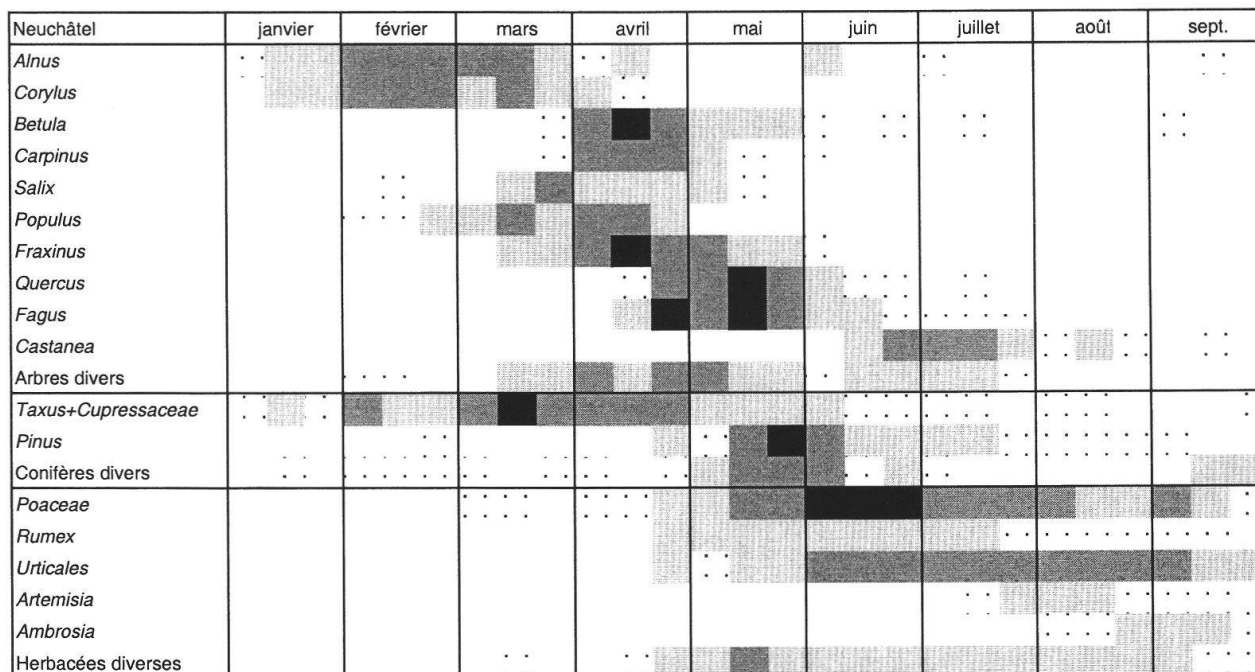 Neuchâtel janvier février mars avril mai juin juillet août sept.
Alnus
Corylus
Betula
Carpinus
Salix
Populus
Fraxinus
Quercus
Fagus
Castanea
Arbres divers
Taxus+Cupressaceae
Pinus
Conifères divers
Poaceae
Rumex
Urticales
Artemisia
Ambrosia
Herbacées diverses